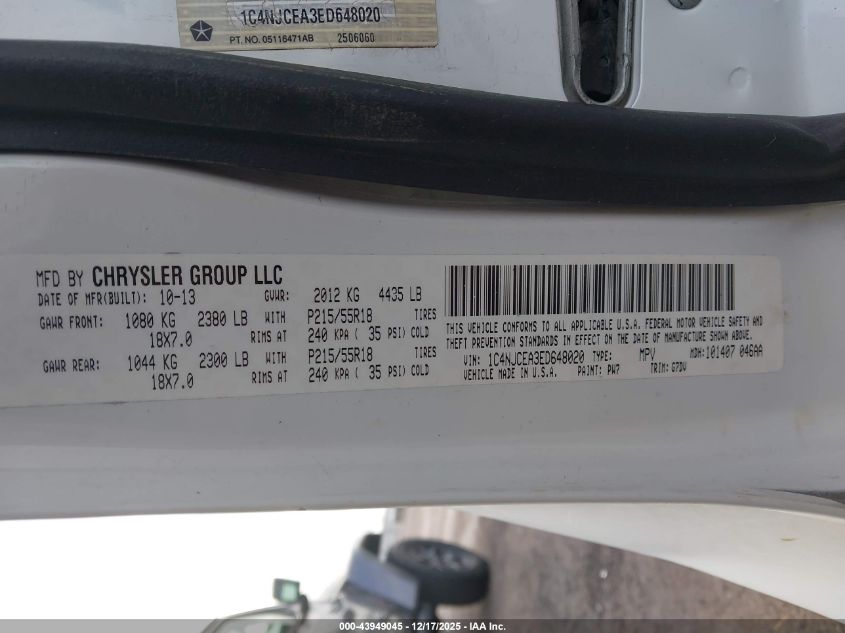 1C4NJCEA3ED648020
PT. NO. 05116471AB 2506060
MFD BY CHRYSLER GROUP LLC
DATE OF MFR(BUILT): 10-13 GVWR: 2012 KG 4435 LB
GAWR FRONT: 1080 KG 2380 LB WITH P215/55R18 TIRES
18X7.0 RIMS AT 240 KPA ( 35 PSI) COLD
GAWR REAR: 1044 KG 2300 LB WITH P215/55R18 TIRES
18X7.0 RIMS AT 240 KPA ( 35 PSI) COLD
THIS VEHICLE CONFORMS TO ALL APPLICABLE U.S.A. FEDERAL MOTOR VEHICLE SAFETY AND
THEFT PREVENTION STANDARDS IN EFFECT ON THE DATE OF MANUFACTURE SHOWN ABOVE.
VIN: 1C4NJCEA3ED648020 TYPE: MPV MDH: 101407 046AA
VEHICLE MADE IN U.S.A. PAINT: PW7 TRIM: G7DV
000-43949045 - 12/17/2025 - IAA Inc.